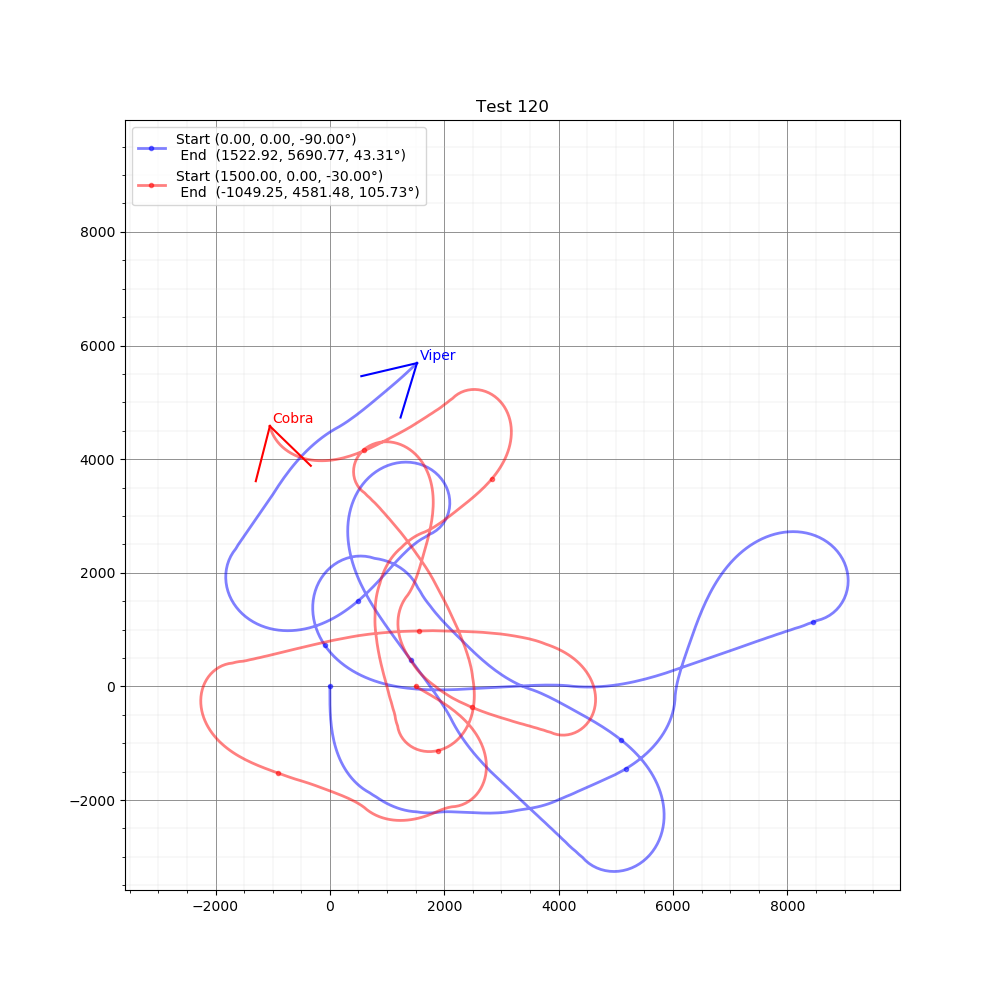 Test 120
Start (0.00, 0.00, -90.00°)
End  (1522.92, 5690.77, 43.31°)
Start (1500.00, 0.00, -30.00°)
End  (-1049.25, 4581.48, 105.73°)
8000
6000
Viper
Cobra
4000
2000
0
−2000
−2000
0
2000
4000
6000
8000